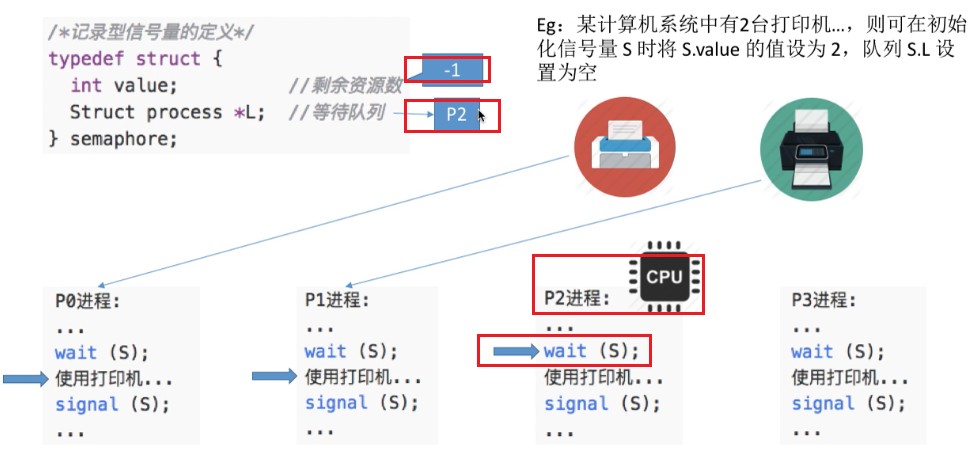 /*记录型信号量的定义*/
typedef struct {
int value; //剩余资源数
Struct process *L; //等待队列
} semaphore;
-1
P2
Eg：某计算机系统中有2台打印机...，则可在初始
化信号量 S 时将 S.value 的值设为 2，队列 S.L 设
置为空
CPU
P0进程:
...
wait (S);
使用打印机...
signal (S);
...
P1进程:
...
wait (S);
使用打印机...
signal (S);
...
P2进程:
...
wait (S);
使用打印机...
signal (S);
...
P3进程:
...
wait (S);
使用打印机...
signal (S);
...